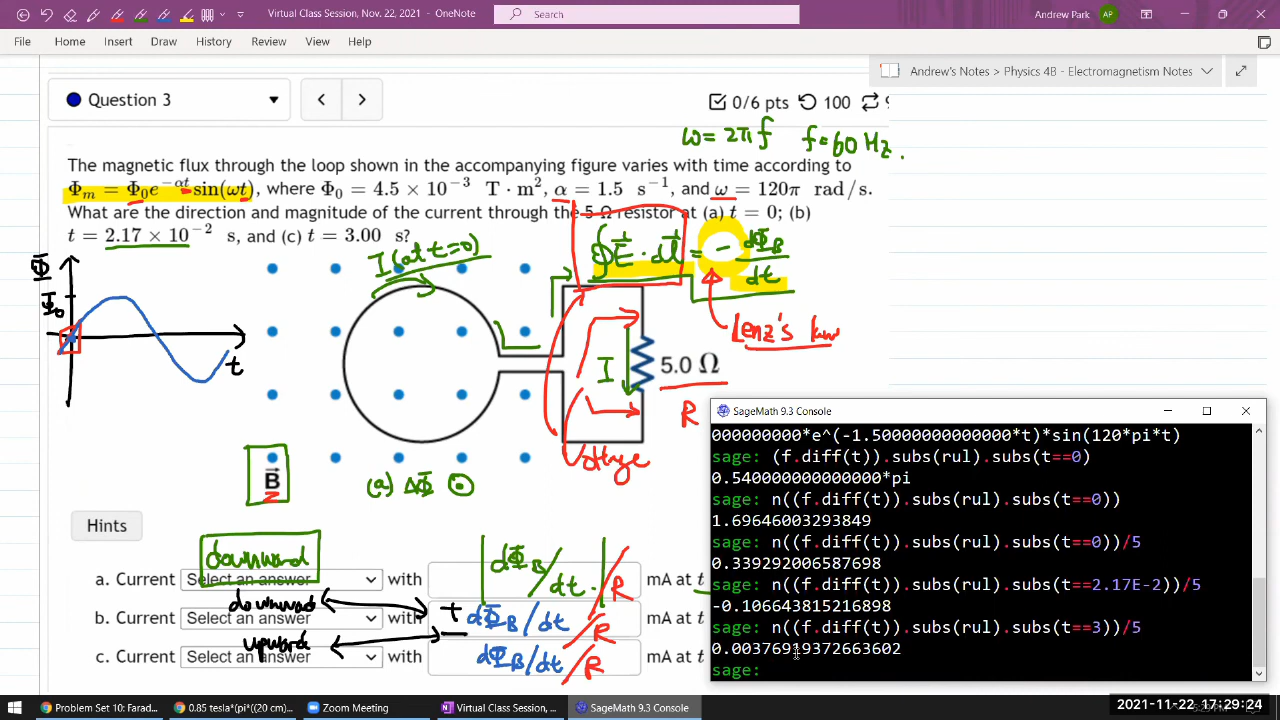 Virtual Class Session, Nov. 22, 2021 - OneNote
Search
Andrew Park AP
File Home Insert Draw History Review View Help
Andrew's Notes > Physics 4B - Electromagnetism Notes
Question 3
0/6 pts 100 9
ω = 2π f f = 60 Hz.
The magnetic flux through the loop shown in the accompanying figure varies with time according to
Φm = Φ0e^−αt sin(ωt), where Φ0 = 4.5 × 10^−3 T · m², α = 1.5 s^−1, and ω = 120π rad/s.
What are the direction and magnitude of the current through the 5 Ω resistor at (a) t = 0; (b)
t = 2.17 × 10^−2 s, and (c) t = 3.00 s?
I (at t=0)
∮E · dl = − dΦB/dt
Lenz's law
Φ
Φ0
t
I
5.0 Ω
R
Voltage
B
(a) ΔΦ ⊙
Hints
downward
|dΦB/dt|/R
a. Current Select an answer with mA at t
downward
+
b. Current Select an answer with dΦB/dt/R mA at t
upward
−
c. Current Select an answer with dΦB/dt/R mA at t
SageMath 9.3 Console
000000000*e^(-1.50000000000000*t)*sin(120*pi*t)
sage: (f.diff(t)).subs(rul).subs(t==0)
0.540000000000000*pi
sage: n((f.diff(t)).subs(rul).subs(t==0))
1.69646003293849
sage: n((f.diff(t)).subs(rul).subs(t==0))/5
0.339292006587698
sage: n((f.diff(t)).subs(rul).subs(t==2.17E-2))/5
-0.106643815216898
sage: n((f.diff(t)).subs(rul).subs(t==3))/5
0.00376919372663602
sage:
Problem Set 10: Farad...
0.85 tesla*(pi*((20 cm)...
Zoom Meeting
Virtual Class Session...
SageMath 9.3 Console
2021-11-22 17:29:24